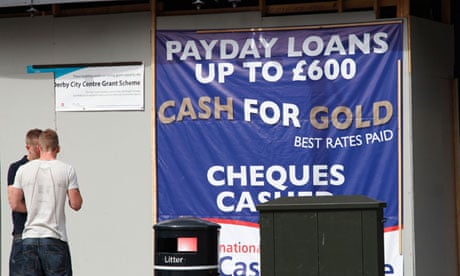 Derby City Centre Grant Scheme
PAYDAY LOANS
UP TO £600
CASH FOR GOLD
BEST RATES PAID
CHEQUES
Litter